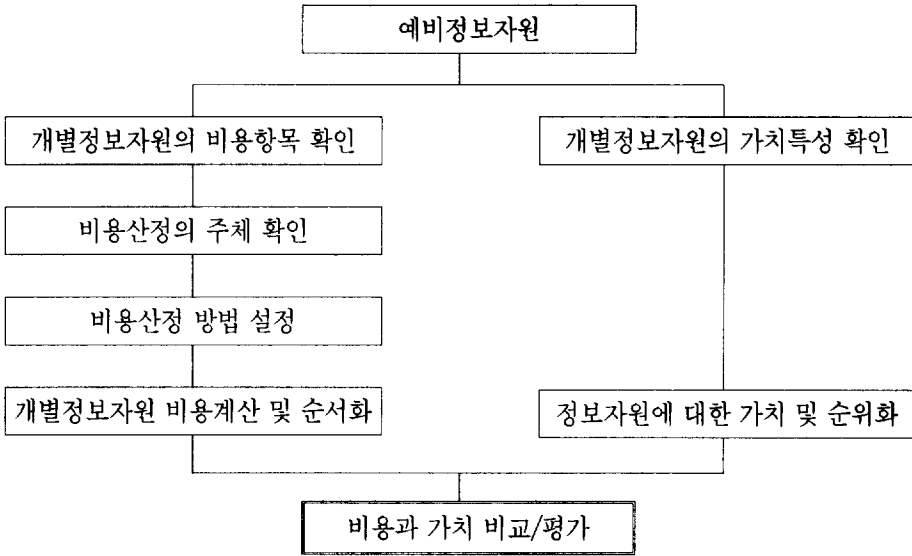 예비정보자원
개별정보자원의 비용항목 확인
개별정보자원의 가치특성 확인
비용산정의 주체 확인
비용산정 방법 설정
개별정보자원 비용계산 및 순서화
정보자원에 대한 가치 및 순위화
비용과 가치 비교/평가